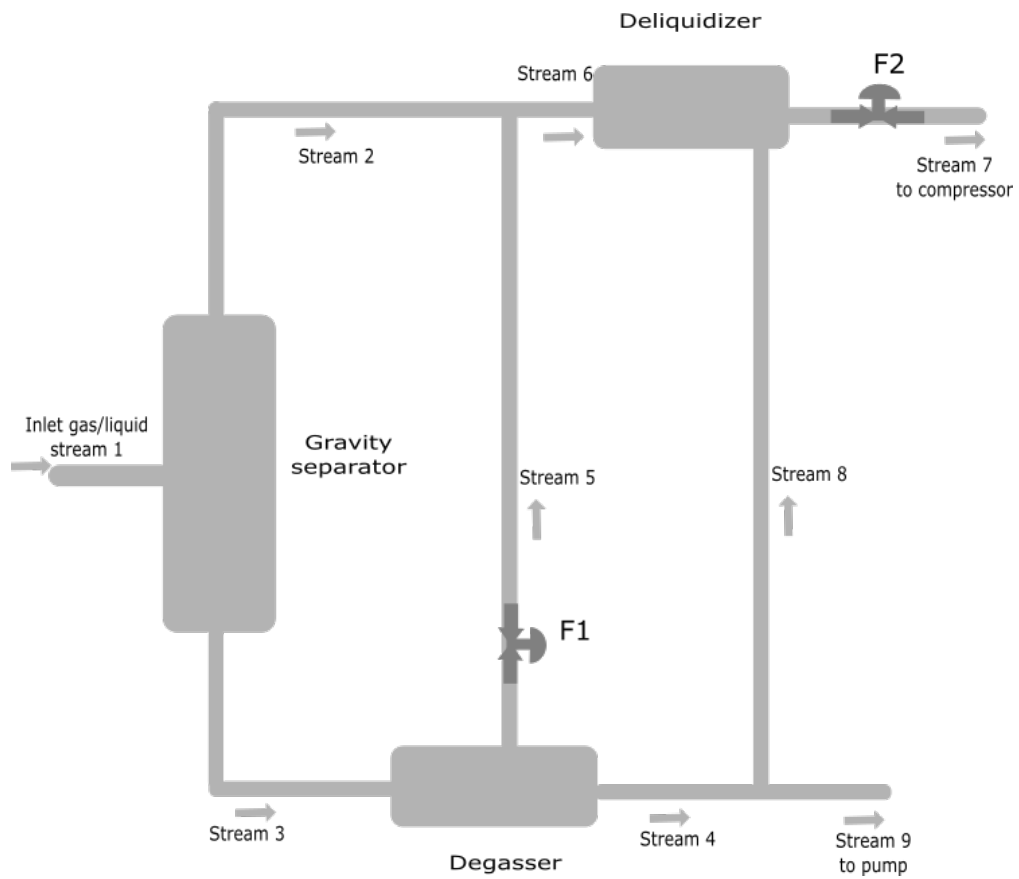 Deliquidizer
F2
Stream 6
Stream 2
Stream 7
to compressor
Inlet gas/liquid
stream 1
Gravity
separator
Stream 5
Stream 8
F1
Stream 3
Stream 4
Stream 9
to pump
Degasser